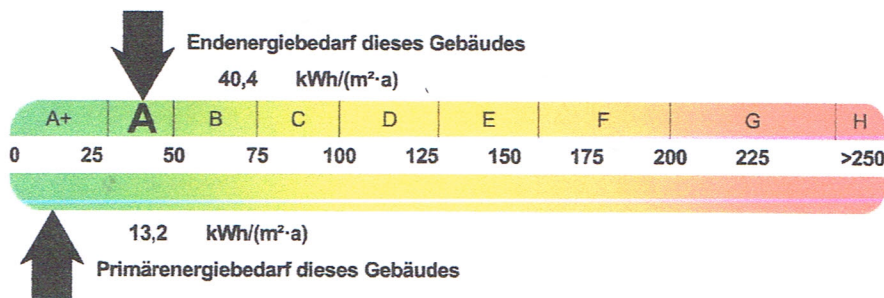 Endenergiebedarf dieses Gebäudes
40,4 kWh/(m²·a)
A+ A B C D E F G H
0 25 50 75 100 125 150 175 200 225 >250
13,2 kWh/(m²·a)
Primärenergiebedarf dieses Gebäudes